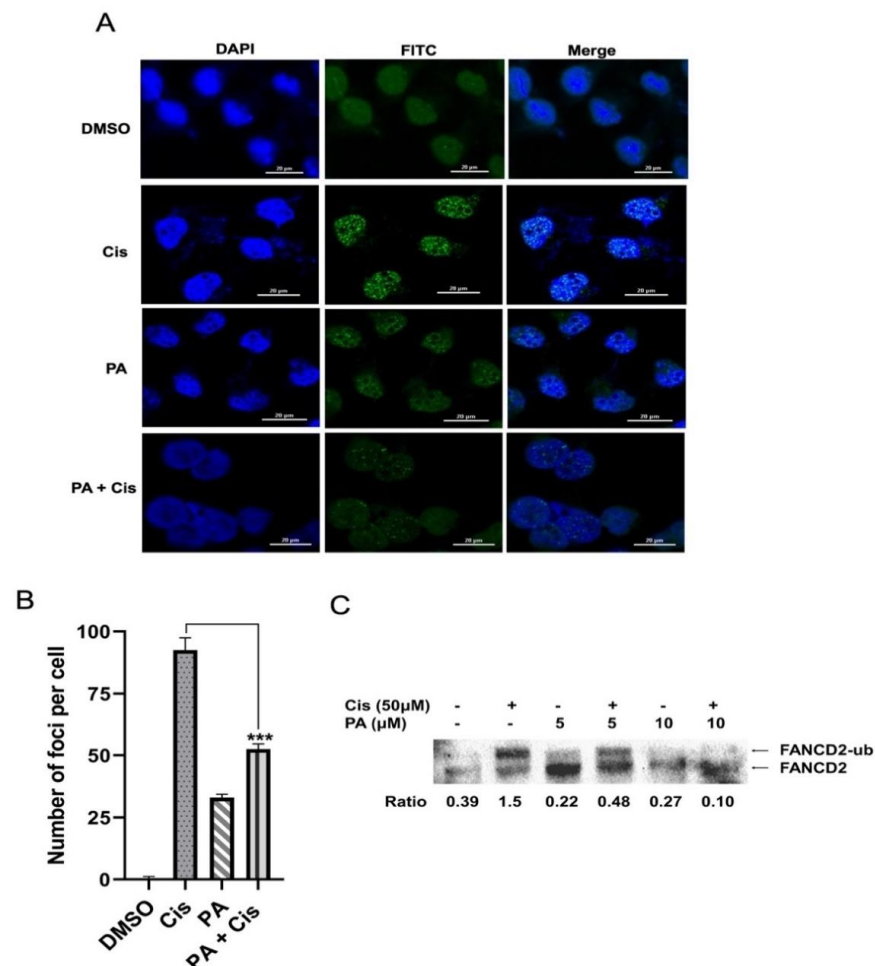 A
DAPI FITC Merge
DMSO
20 µm 20 µm 20 µm
Cis
20 µm 20 µm 20 µm
PA
20 µm 20 µm 20 µm
PA + Cis
20 µm 20 µm 20 µm
B
Number of foci per cell
100
75
50
25
0
***
DMSO Cis PA PA + Cis
C
Cis (50µM) - + - + - +
PA (µM) - - 5 5 10 10
← FANCD2-ub
← FANCD2
Ratio 0.39 1.5 0.22 0.48 0.27 0.10